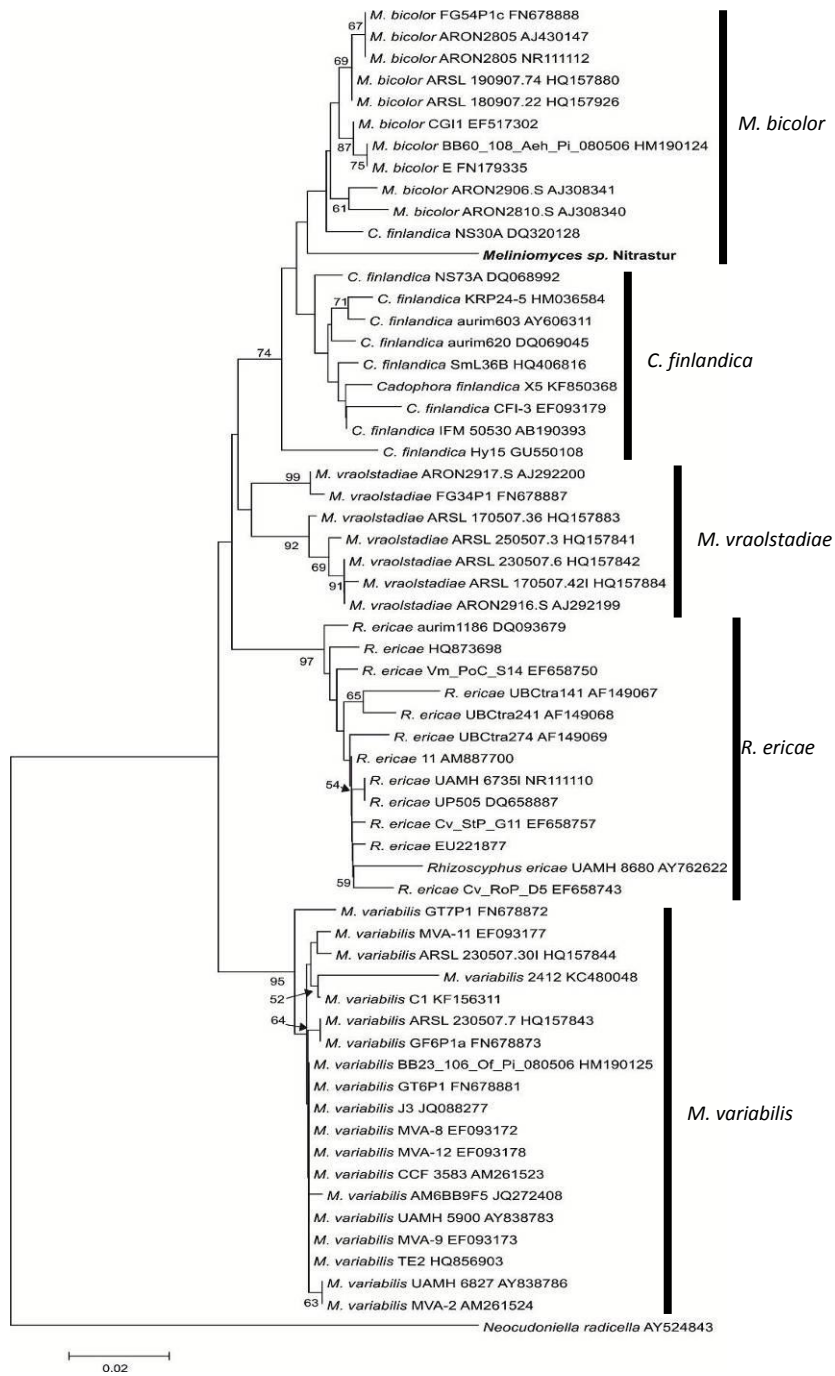 M. bicolor FG54P1c FN678888
67
M. bicolor ARON2805 AJ430147
M. bicolor ARON2805 NR111112
69
M. bicolor ARSL 190907.74 HQ157880
M. bicolor ARSL 180907.22 HQ157926
M. bicolor
M. bicolor CGI1 EF517302
87
M. bicolor BB60_108_Aeh_Pi_080506 HM190124
75
M. bicolor E FN179335
M. bicolor ARON2906.S AJ308341
61
M. bicolor ARON2810.S AJ308340
C. finlandica NS30A DQ320128
Meliniomyces sp. Nitrastur
C. finlandica NS73A DQ068992
71
C. finlandica KRP24-5 HM036584
C. finlandica aurim603 AY606311
C. finlandica aurim620 DQ069045
74
C. finlandica SmL36B HQ406816
C. finlandica
Cadophora finlandica X5 KF850368
C. finlandica CFI-3 EF093179
C. finlandica IFM 50530 AB190393
C. finlandica Hy15 GU550108
99
M. vraolstadiae ARON2917.S AJ292200
M. vraolstadiae FG34P1 FN678887
M. vraolstadiae ARSL 170507.36 HQ157883
92
M. vraolstadiae ARSL 250507.3 HQ157841
M. vraolstadiae
69
M. vraolstadiae ARSL 230507.6 HQ157842
91
M. vraolstadiae ARSL 170507.42I HQ157884
M. vraolstadiae ARON2916.S AJ292199
R. ericae aurim1186 DQ093679
97
R. ericae HQ873698
R. ericae Vm_PoC_S14 EF658750
65
R. ericae UBCtra141 AF149067
R. ericae UBCtra241 AF149068
R. ericae UBCtra274 AF149069
R. ericae
R. ericae 11 AM887700
54
R. ericae UAMH 6735I NR111110
R. ericae UP505 DQ658887
R. ericae Cv_StP_G11 EF658757
R. ericae EU221877
Rhizoscyphus ericae UAMH 8680 AY762622
59
R. ericae Cv_RoP_D5 EF658743
M. variabilis GT7P1 FN678872
M. variabilis MVA-11 EF093177
M. variabilis ARSL 230507.30I HQ157844
95
M. variabilis 2412 KC480048
52
M. variabilis C1 KF156311
64
M. variabilis ARSL 230507.7 HQ157843
M. variabilis GF6P1a FN678873
M. variabilis BB23_106_Of_Pi_080506 HM190125
M. variabilis GT6P1 FN678881
M. variabilis J3 JQ088277
M. variabilis
M. variabilis MVA-8 EF093172
M. variabilis MVA-12 EF093178
M. variabilis CCF 3583 AM261523
M. variabilis AM6BB9F5 JQ272408
M. variabilis UAMH 5900 AY838783
M. variabilis MVA-9 EF093173
M. variabilis TE2 HQ856903
M. variabilis UAMH 6827 AY838786
63
M. variabilis MVA-2 AM261524
Neocudoniella radicella AY524843
0.02